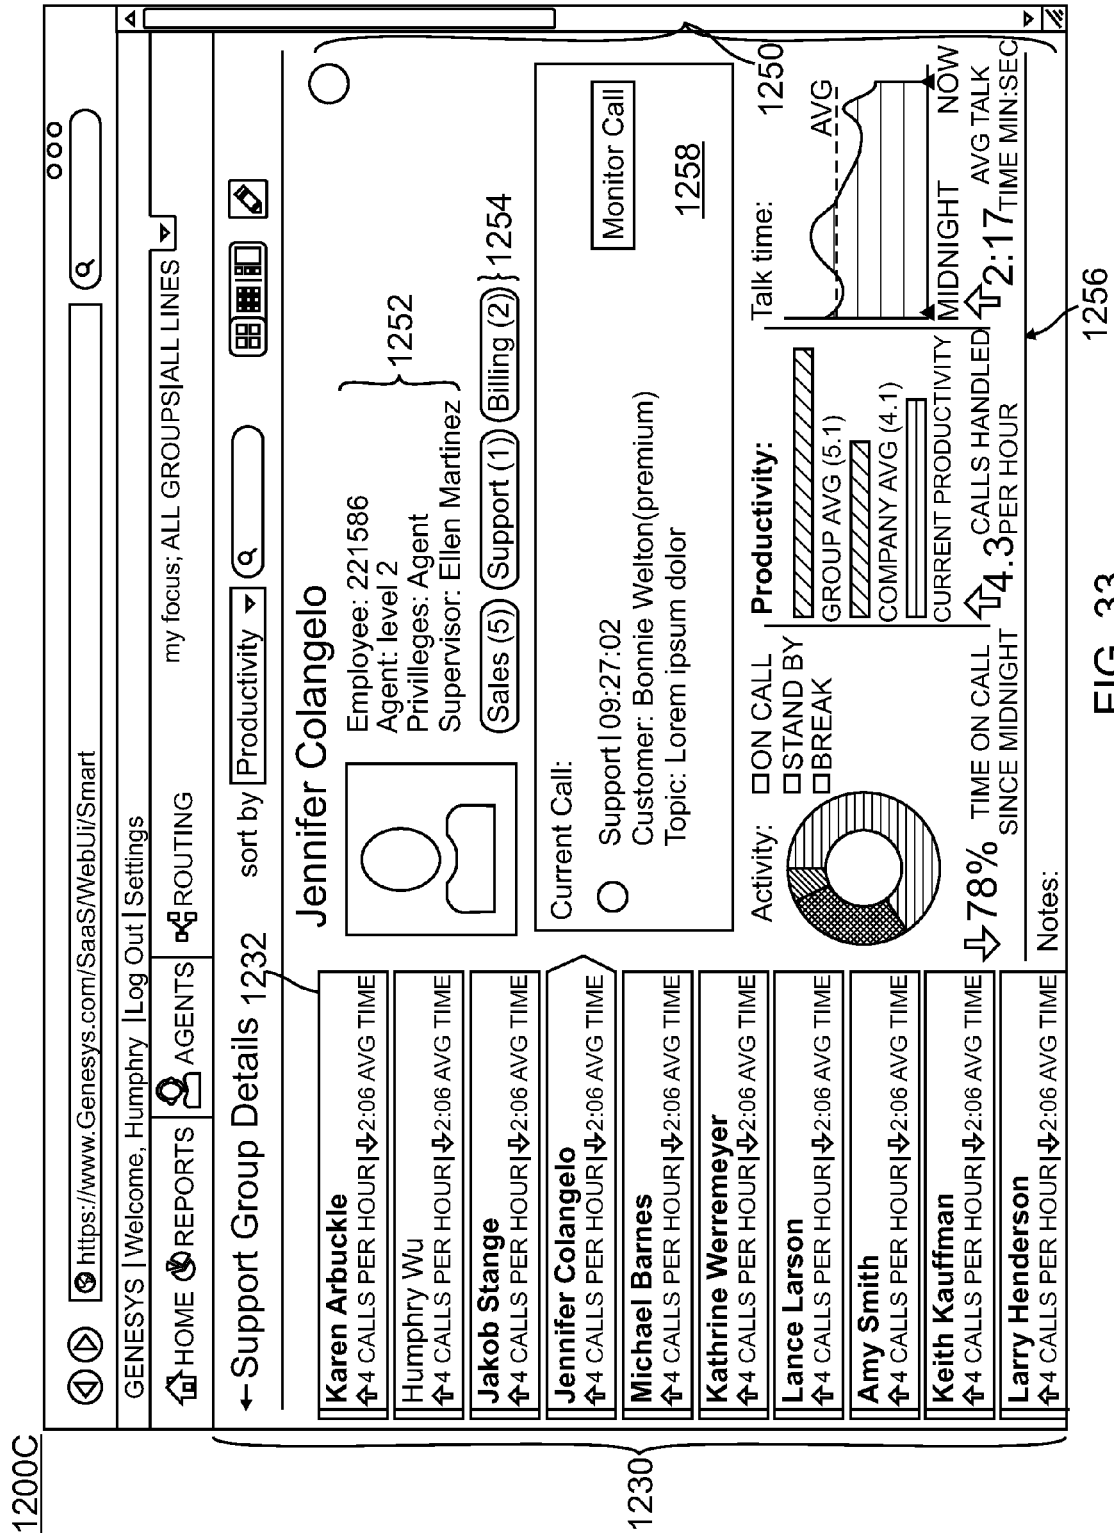 1200C
https://www.Genesys.com/SaaS/WebUi/Smart
GENESYS | Welcome, Humphry | Log Out | Settings
HOME REPORTS AGENTS ROUTING my focus; ALL GROUPS|ALL LINES
Support Group Details 1232 sort by Productivity
Karen Arbuckle
4 CALLS PER HOUR|2:06 AVG TIME
Humphry Wu
4 CALLS PER HOUR|2:06 AVG TIME
Jakob Stange
4 CALLS PER HOUR|2:06 AVG TIME
Jennifer Colangelo
4 CALLS PER HOUR|2:06 AVG TIME
Michael Barnes
4 CALLS PER HOUR|2:06 AVG TIME
Kathrine Werremeyer
4 CALLS PER HOUR|2:06 AVG TIME
Lance Larson
4 CALLS PER HOUR|2:06 AVG TIME
Amy Smith
4 CALLS PER HOUR|2:06 AVG TIME
Keith Kauffman
4 CALLS PER HOUR|2:06 AVG TIME
Larry Henderson
4 CALLS PER HOUR|2:06 AVG TIME
1230
Jennifer Colangelo
Employee: 221586
Agent: level 2
Privilleges: Agent
Supervisor: Ellen Martinez
1252
Sales (5) Support (1) Billing (2) 1254
Current Call:
Support | 09:27:02
Customer: Bonnie Welton(premium)
Topic: Lorem ipsum dolor
Monitor Call
1258
1250
Activity:
ON CALL
STAND BY
BREAK
78% TIME ON CALL
SINCE MIDNIGHT
Productivity:
GROUP AVG (5.1)
COMPANY AVG (4.1)
CURRENT PRODUCTIVITY
4.3 CALLS HANDLED
PER HOUR
Talk time:
AVG
MIDNIGHT NOW
2:17 AVG TALK
TIME MIN:SEC
Notes:
1256
FIG. 33